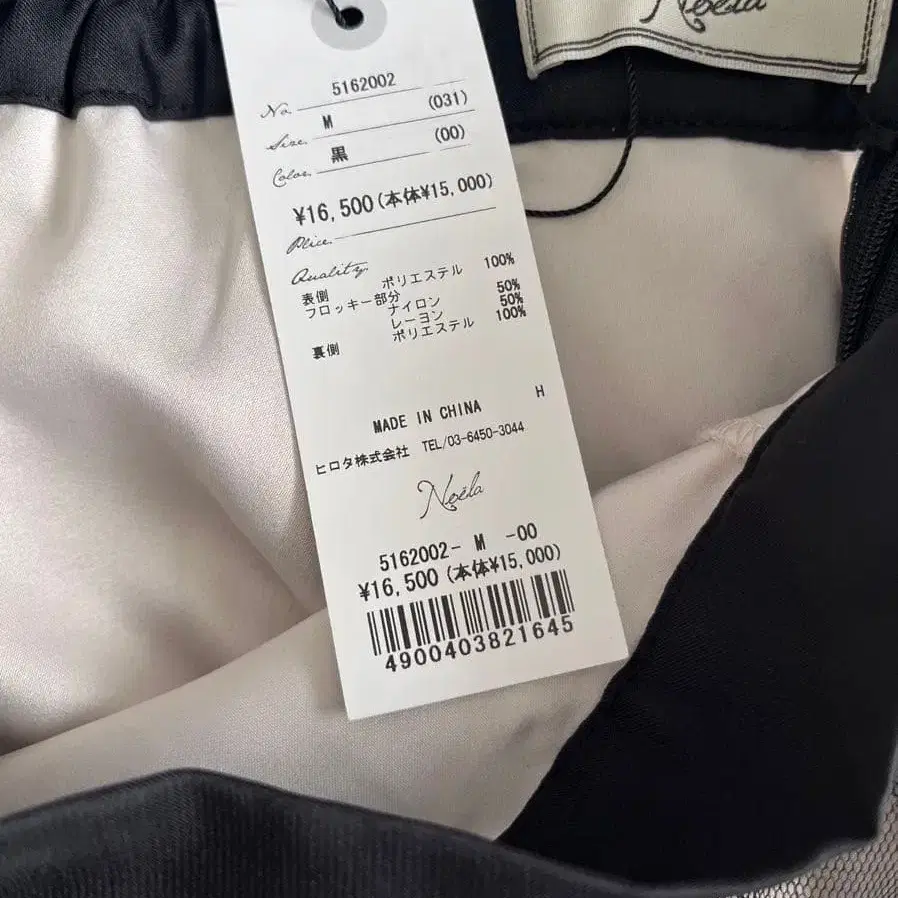 Noëla
No. 5162002
Size M (031)
Color 黒 (00)
¥16,500(本体¥15,000)
Plice
Quality
表側 ポリエステル 100%
フロッキー部分
ナイロン 50%
レーヨン 50%
裏側 ポリエステル 100%
MADE IN CHINA H
ヒロタ株式会社 TEL/03-6450-3044
Noëla
5162002- M -00
¥16,500(本体¥15,000)
4900403821645